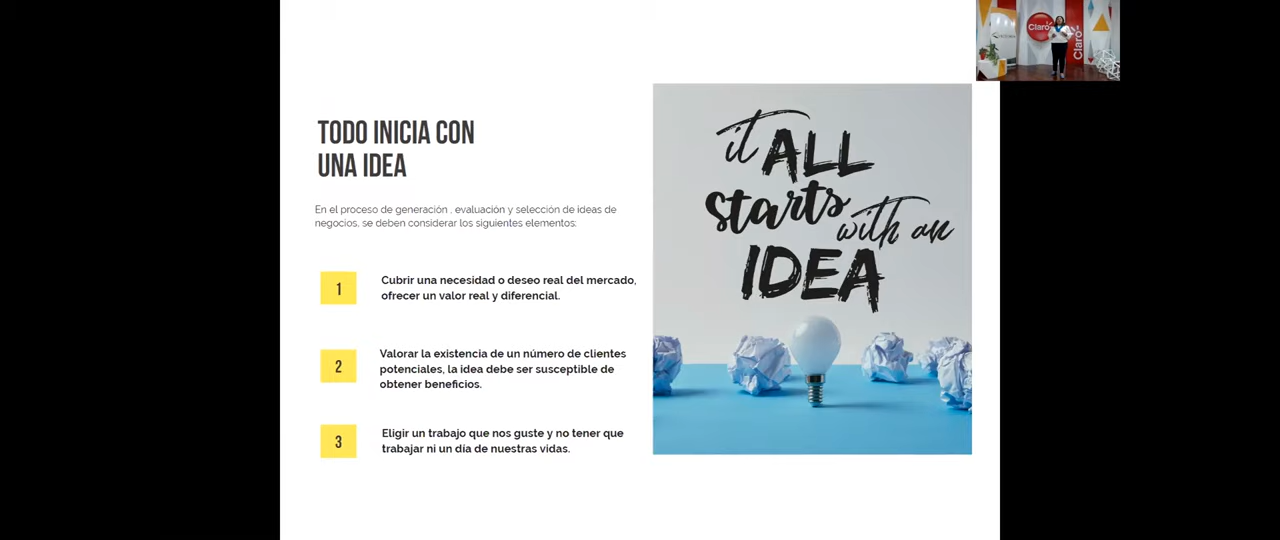 TODO INICIA CON
UNA IDEA
En el proceso de generación , evaluación y selección de ideas de
negocios, se deben considerar los siguientes elementos:
1
Cubrir una necesidad o deseo real del mercado,
ofrecer un valor real y diferencial.
2
Valorar la existencia de un número de clientes
potenciales, la idea debe ser susceptible de
obtener beneficios.
3
Eligir un trabajo que nos guste y no tener que
trabajar ni un día de nuestras vidas.
it ALL
starts
with an
IDEA
Claro
Claro